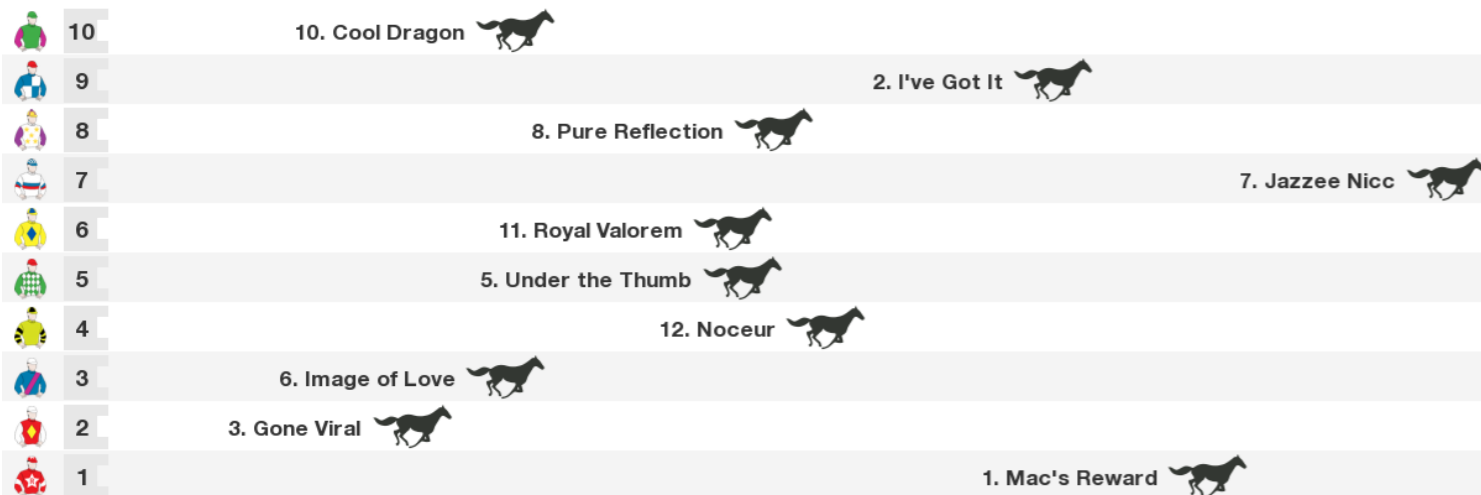 10 10. Cool Dragon
9 2. I've Got It
8 8. Pure Reflection
7 7. Jazzee Nicc
6 11. Royal Valorem
5 5. Under the Thumb
4 12. Noceur
3 6. Image of Love
2 3. Gone Viral
1 1. Mac's Reward